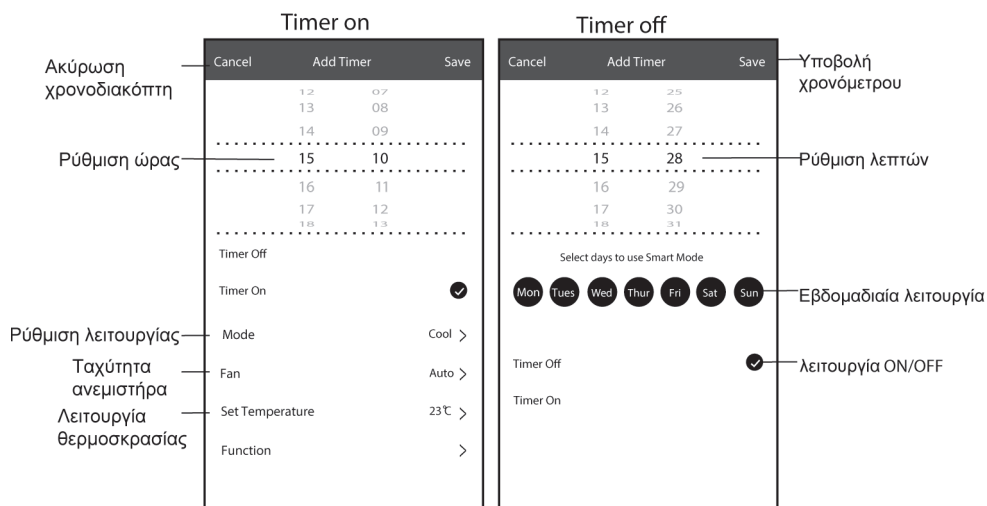 Timer on
Timer off
Ακύρωση
χρονοδιακόπτη
Cancel Add Timer Save
Cancel Add Timer Save
Υποβολή
χρονόμετρου
12 07
13 08
14 09
Ρύθμιση ώρας
15 10
16 11
17 12
18 13
12 25
13 26
14 27
15 28
Ρύθμιση λεπτών
16 29
17 30
18 31
Timer Off
Timer On
Ρύθμιση λειτουργίας
Mode Cool >
Ταχύτητα
ανεμιστήρα
Fan Auto >
Λειτουργία
θερμοσκρασίας
Set Temperature 23℃ >
Function >
Select days to use Smart Mode
Mon Tues Wed Thur Fri Sat Sun
Εβδομαδιαία λειτουργία
Timer Off
λειτουργία ON/OFF
Timer On